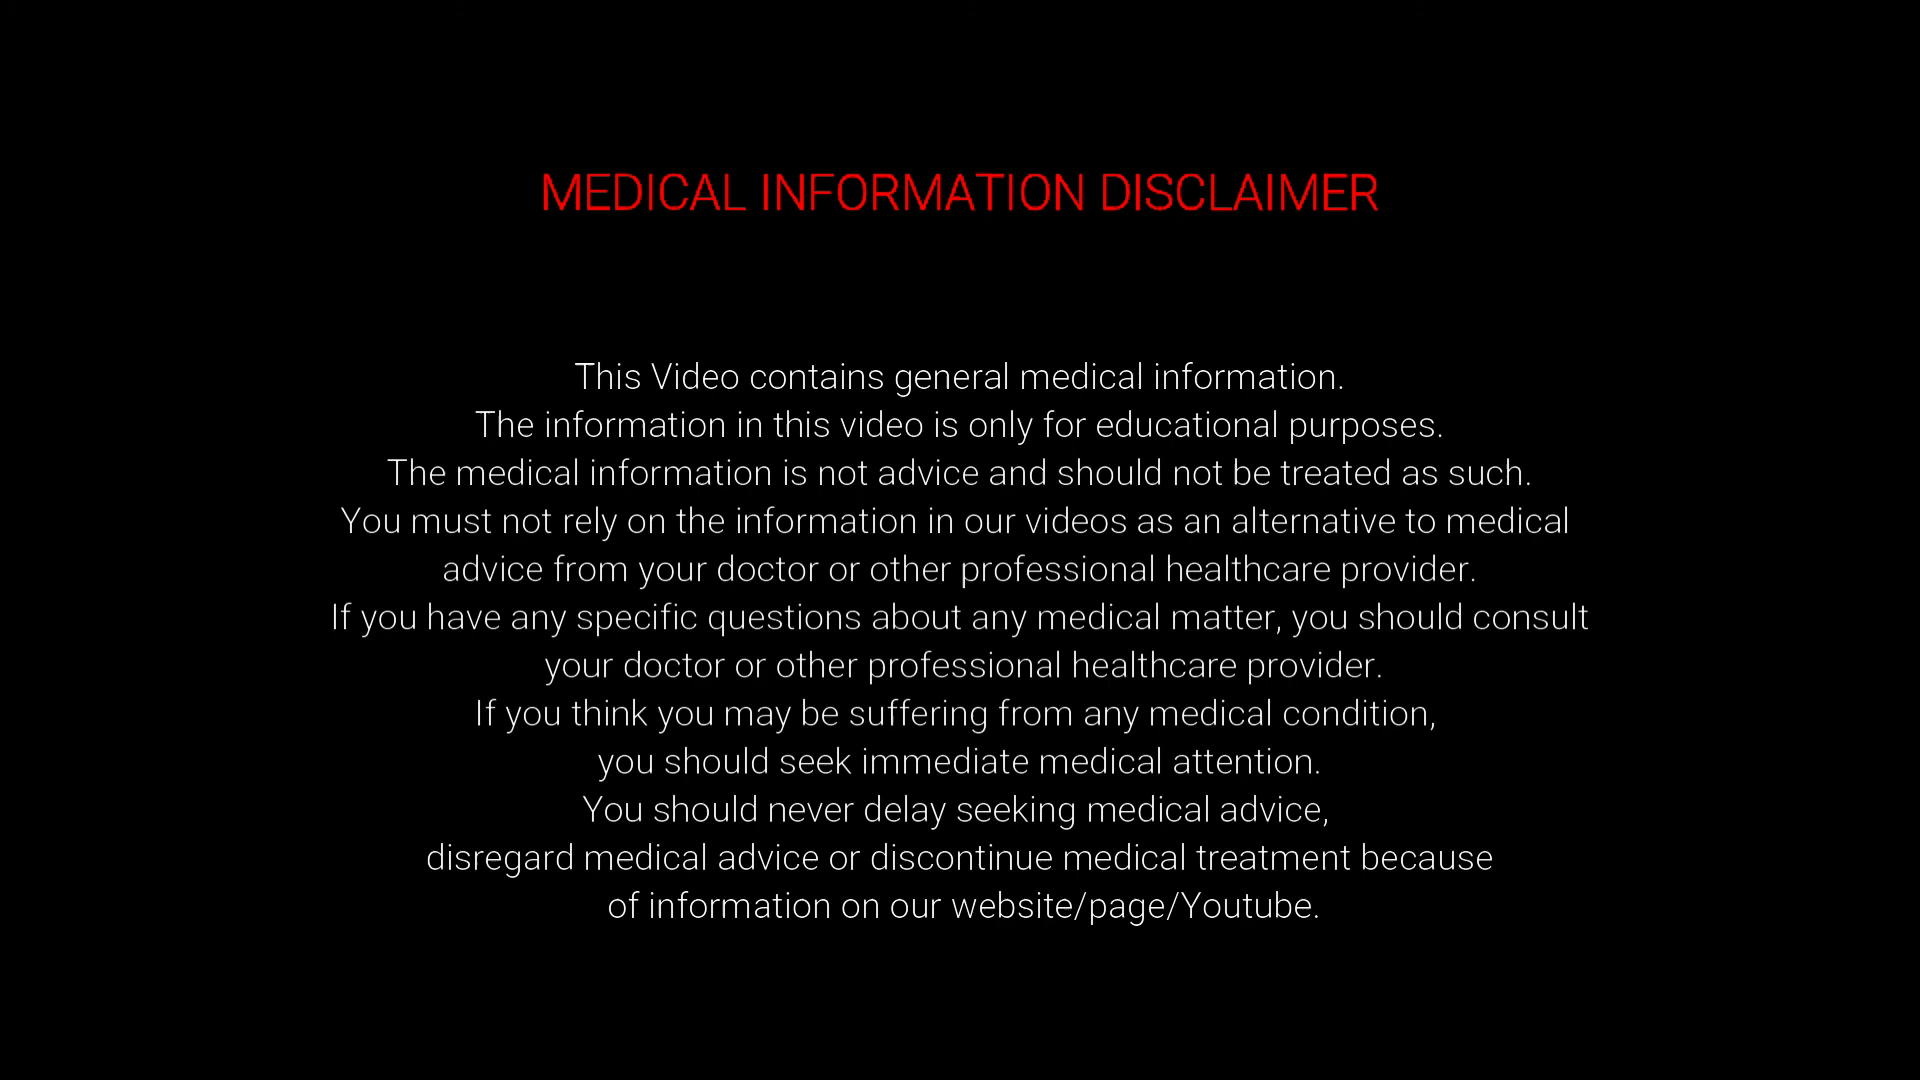 MEDICAL INFORMATION DISCLAIMER
This Video contains general medical information.
The information in this video is only for educational purposes.
The medical information is not advice and should not be treated as such.
You must not rely on the information in our videos as an alternative to medical
advice from your doctor or other professional healthcare provider.
If you have any specific questions about any medical matter, you should consult
your doctor or other professional healthcare provider.
If you think you may be suffering from any medical condition,
you should seek immediate medical attention.
You should never delay seeking medical advice,
disregard medical advice or discontinue medical treatment because
of information on our website/page/Youtube.